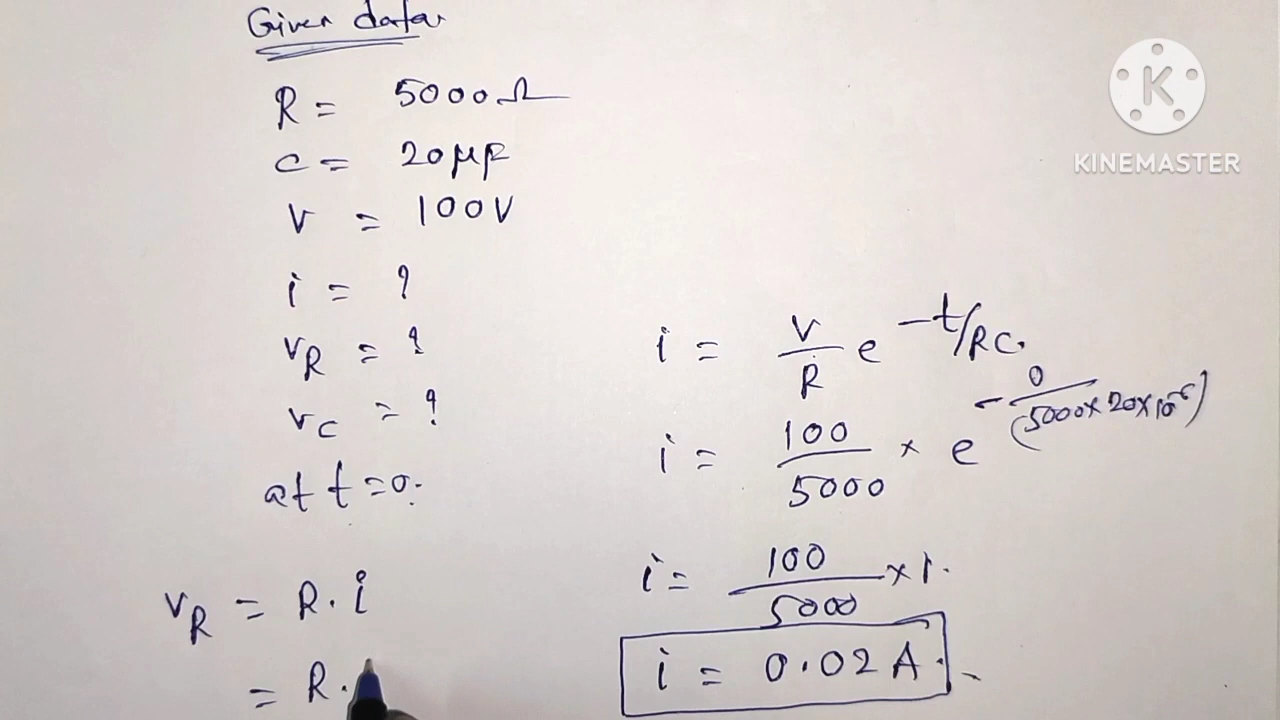 Given data
R = 5000Ω
C = 20μF
V = 100V
i = ?
vR = ?
vC = ?
at t=0.
vR = R.i
= R.
i = V/R e -t/RC.
i = 100/5000 × e -0/(5000×20×10-6)
i = 100/5000 ×1.
i = 0.02A.
K
KINEMASTER